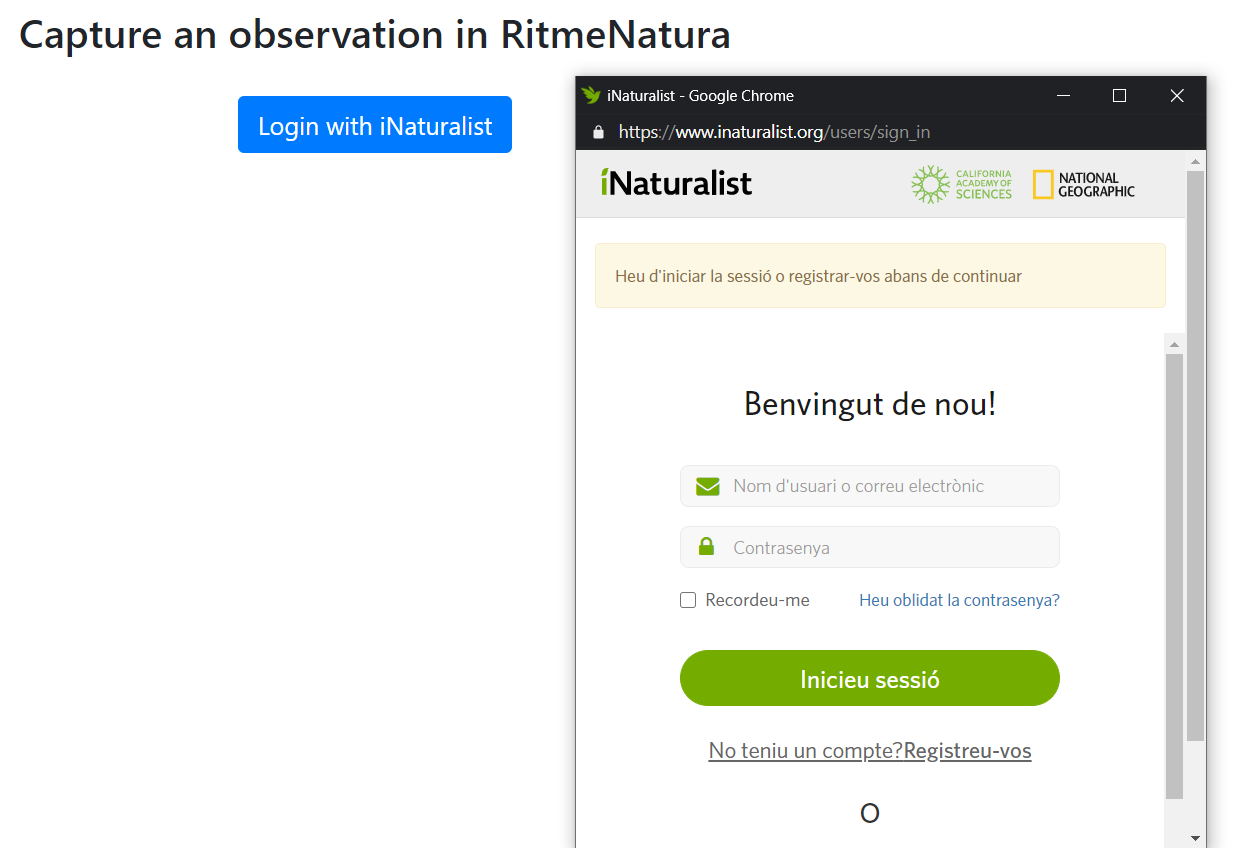 Capture an observation in RitmeNatura
Login with iNaturalist
iNaturalist - Google Chrome
https://www.inaturalist.org/users/sign_in
iNaturalist
CALIFORNIA
ACADEMY OF
SCIENCES
NATIONAL
GEOGRAPHIC
Heu d'iniciar la sessió o registrar-vos abans de continuar
Benvingut de nou!
Nom d'usuari o correu electrònic
Contrasenya
Recordeu-me
Heu oblidat la contrasenya?
Inicieu sessió
No teniu un compte?Registreu-vos
O